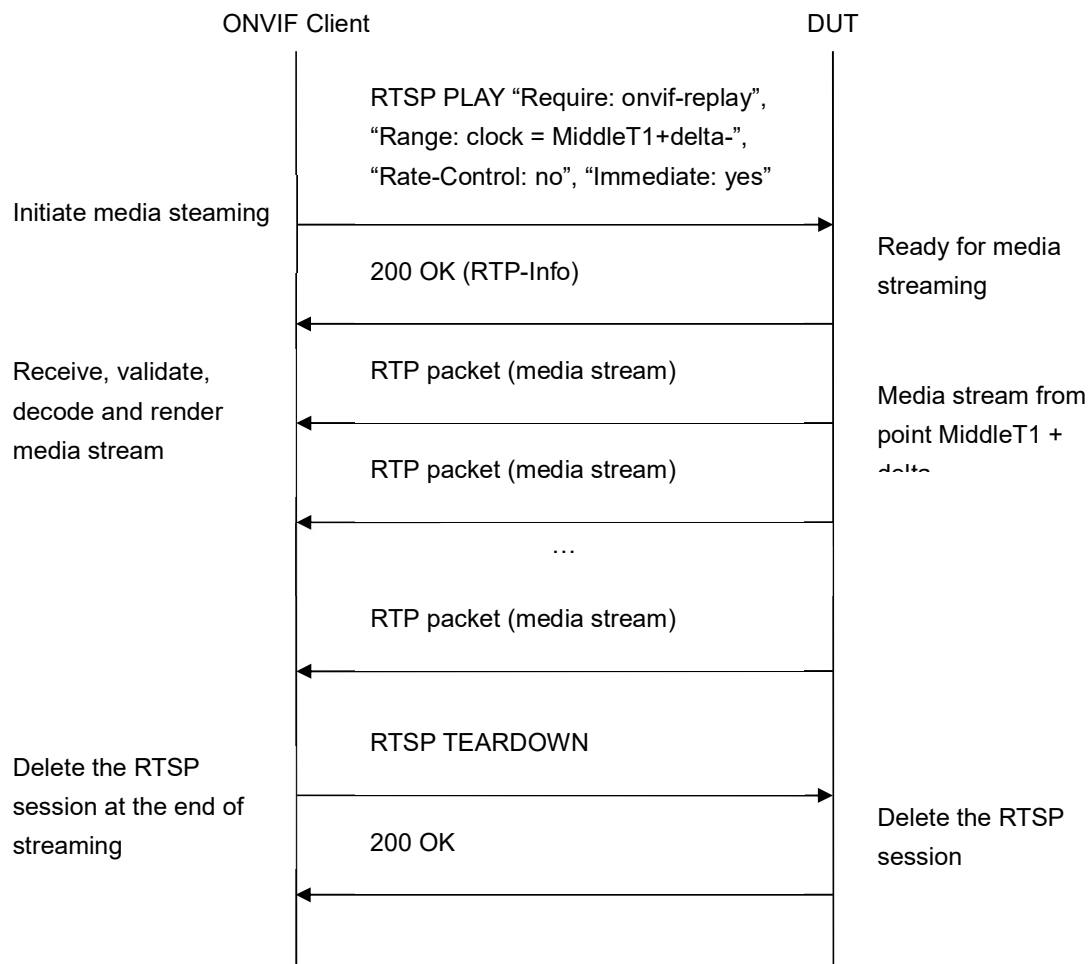 ONVIF Client
DUT
RTSP PLAY “Require: onvif-replay”,
“Range: clock = MiddleT1+delta-”,
“Rate-Control: no”, “Immediate: yes”
Initiate media steaming
Ready for media
streaming
200 OK (RTP-Info)
Receive, validate,
decode and render
media stream
RTP packet (media stream)
Media stream from
point MiddleT1 +
delta
RTP packet (media stream)
…
RTP packet (media stream)
RTSP TEARDOWN
Delete the RTSP
session at the end of
streaming
Delete the RTSP
session
200 OK